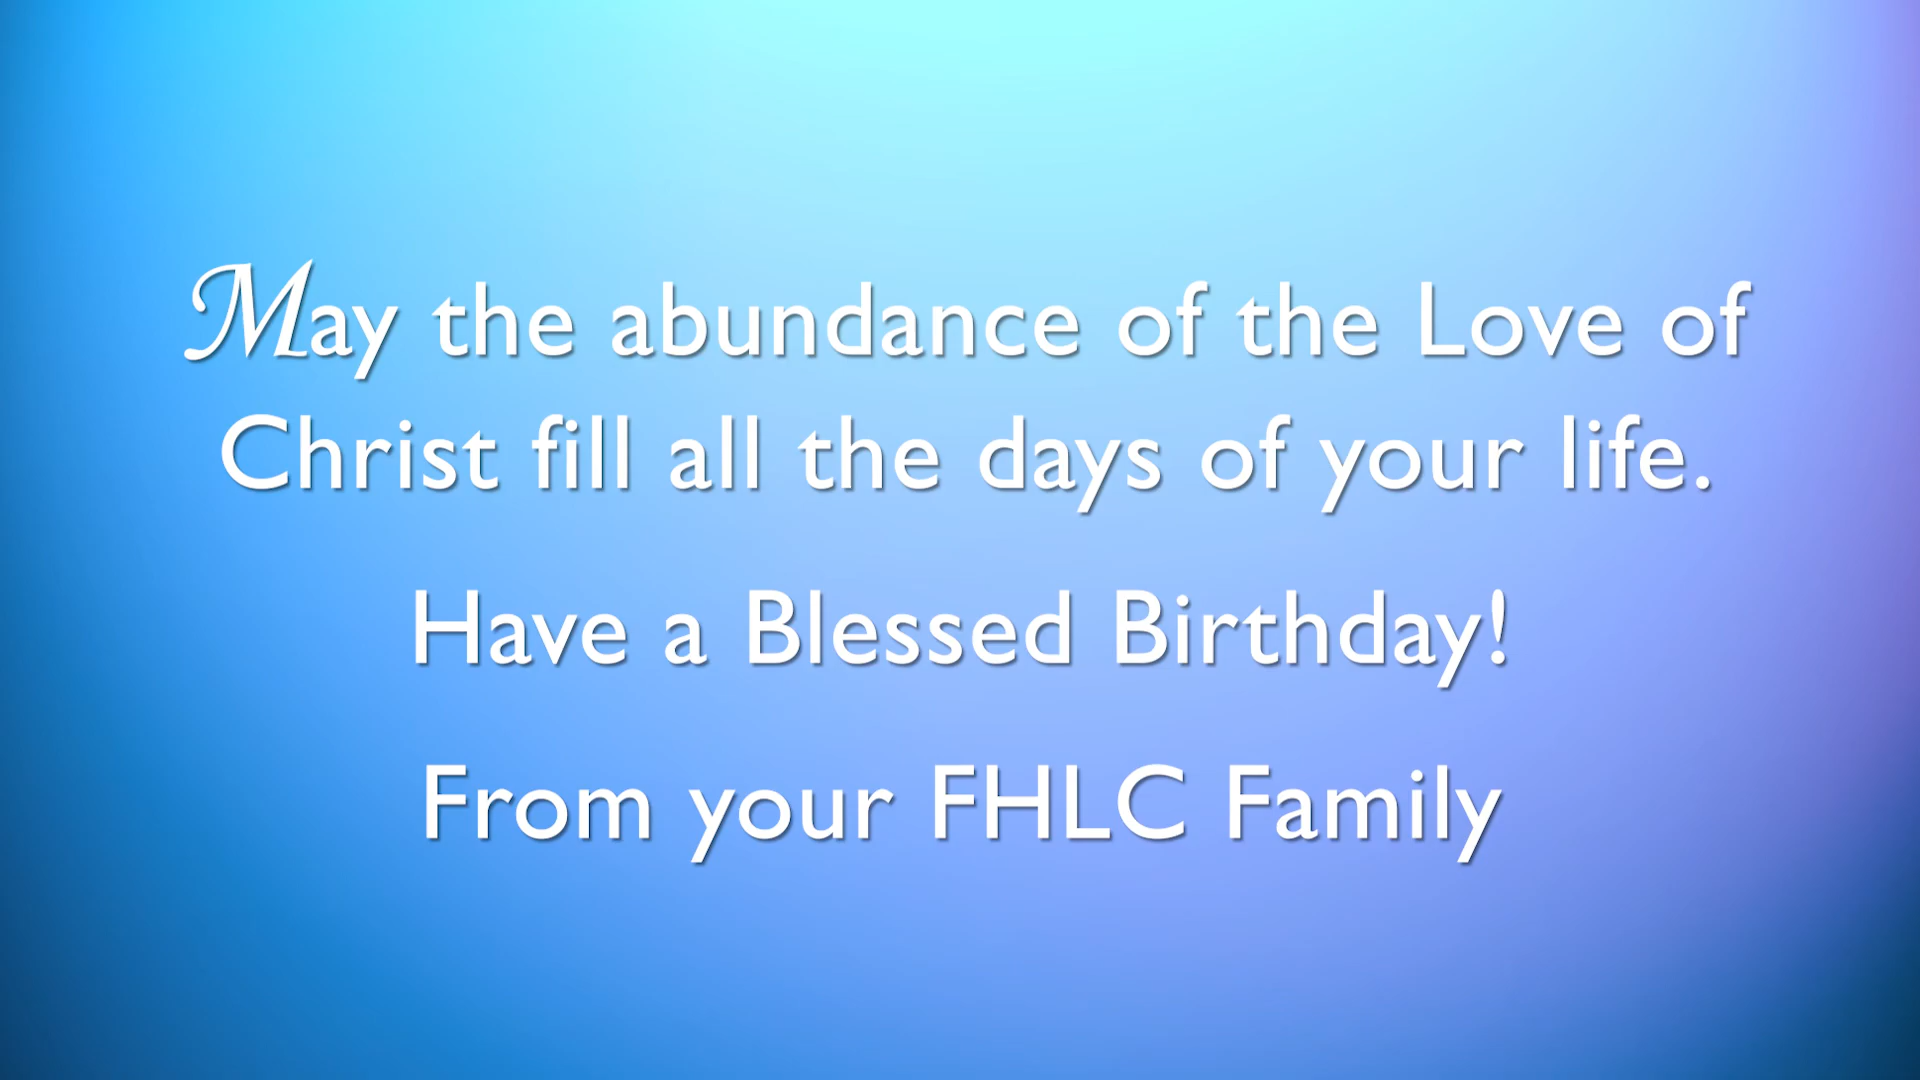 May the abundance of the Love of
Christ fill all the days of your life.
Have a Blessed Birthday!
From your FHLC Family